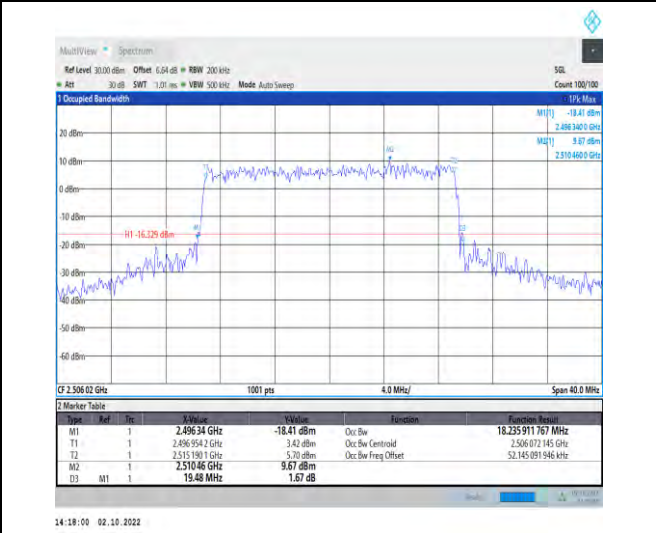 MultiView Spectrum
Ref Level 30.00 dBm Offset 6.64 dB RBW 200 kHz SGL
Att 30 dB SWT 1.01 ms VBW 500 kHz Mode Auto Sweep Count 100/100
1 Occupied Bandwidth 1Pk Max
M1[1] -18.41 dBm
2.496 340 0 GHz
M2[1] 9.67 dBm
2.510 460 0 GHz
20 dBm
10 dBm
0 dBm
-10 dBm
-20 dBm
-30 dBm
-40 dBm
-50 dBm
-60 dBm
M2
T1
T2
M1
D3
H1 -16.329 dBm
CF 2.506 02 GHz 1001 pts 4.0 MHz/ Span 40.0 MHz
2 Marker Table
Type Ref Trc X-Value Y-Value Function Function Result
M1 1 2.496 34 GHz -18.41 dBm Occ Bw 18.235 911 767 MHz
T1 1 2.496 954 2 GHz 3.42 dBm Occ Bw Centroid 2.506 072 145 GHz
T2 1 2.515 190 1 GHz 5.70 dBm Occ Bw Freq Offset 52.145 091 946 kHz
M2 1 2.510 46 GHz 9.67 dBm
D3 M1 1 19.48 MHz 1.67 dB
14:18:00 02.10.2022